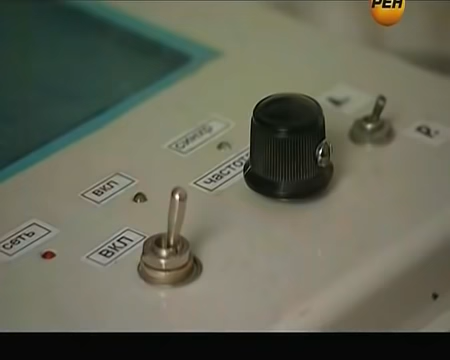 РЕН
синхр
частота
вкл
сеть
вкл
Р